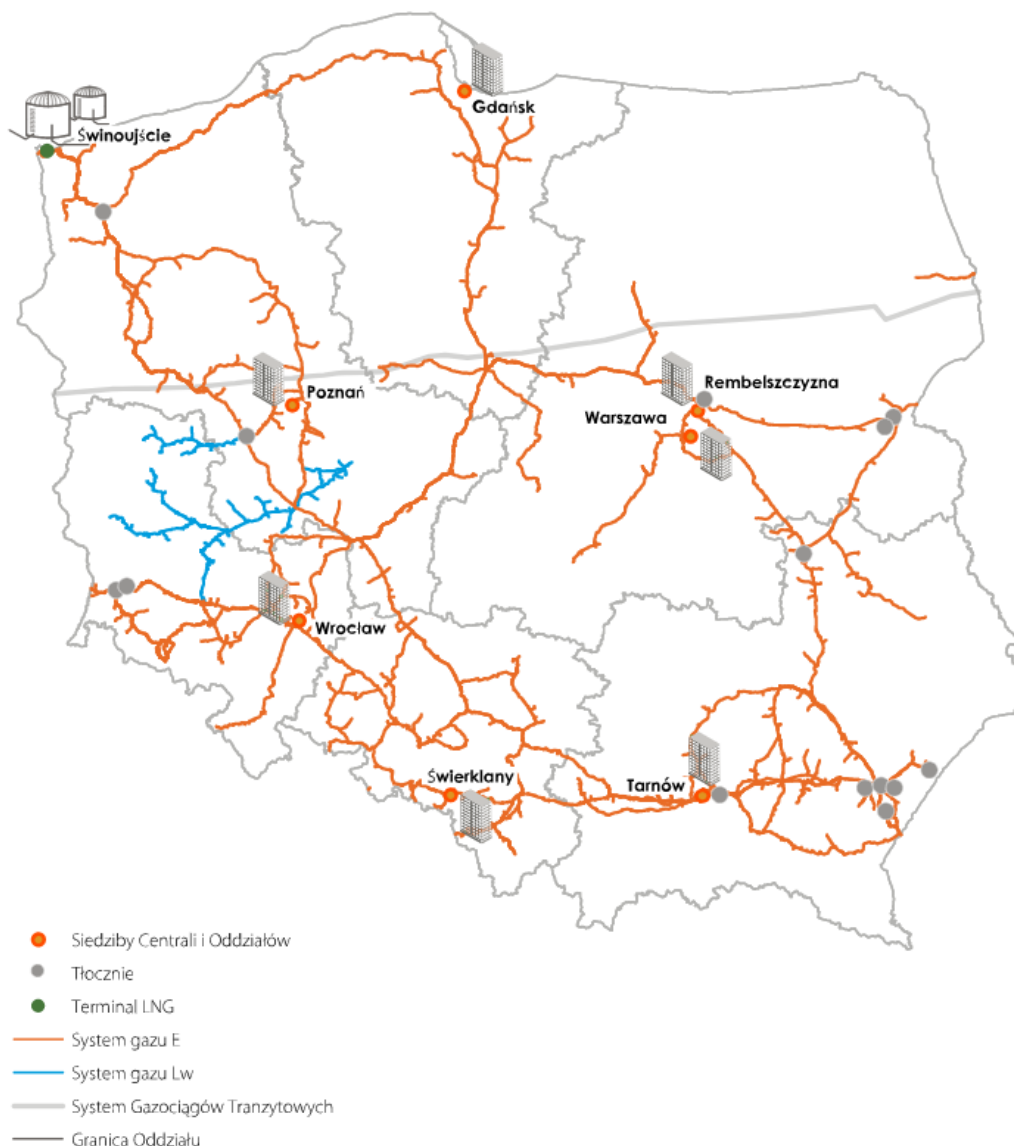 Gdańsk
Świnoujście
Poznań
Rembelszczyzna
Warszawa
Wrocław
Świerklany
Tarnów
Siedziby Centrali i Oddziałów
Tłocznie
Terminal LNG
System gazu E
System gazu Lw
System Gazociągów Tranzytowych
Granica Oddziału